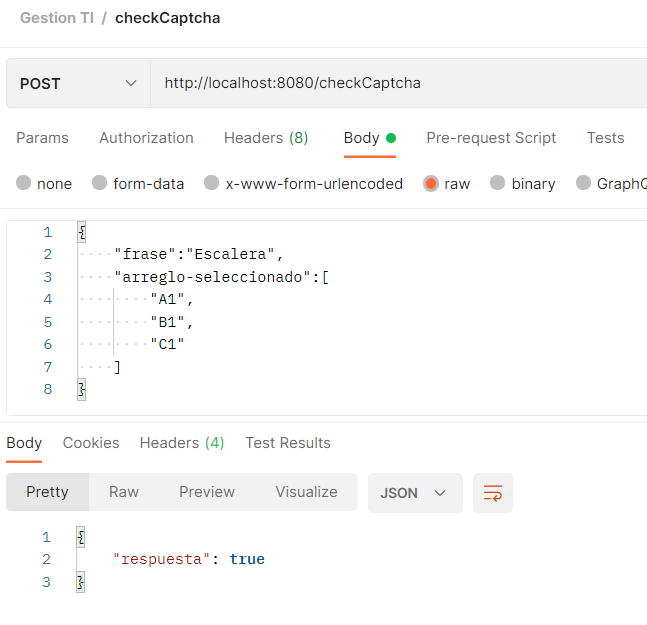 Gestion TI / checkCaptcha
POST http://localhost:8080/checkCaptcha
Params Authorization Headers (8) Body Pre-request Script Tests
none form-data x-www-form-urlencoded raw binary
1 {
2 "frase":"Escalera",
3 "arreglo-seleccionado":[
4 "A1",
5 "B1",
6 "C1"
7 ]
8 }
Body Cookies Headers (4) Test Results
Pretty Raw Preview Visualize JSON
1 {
2 "respuesta": true
3 }